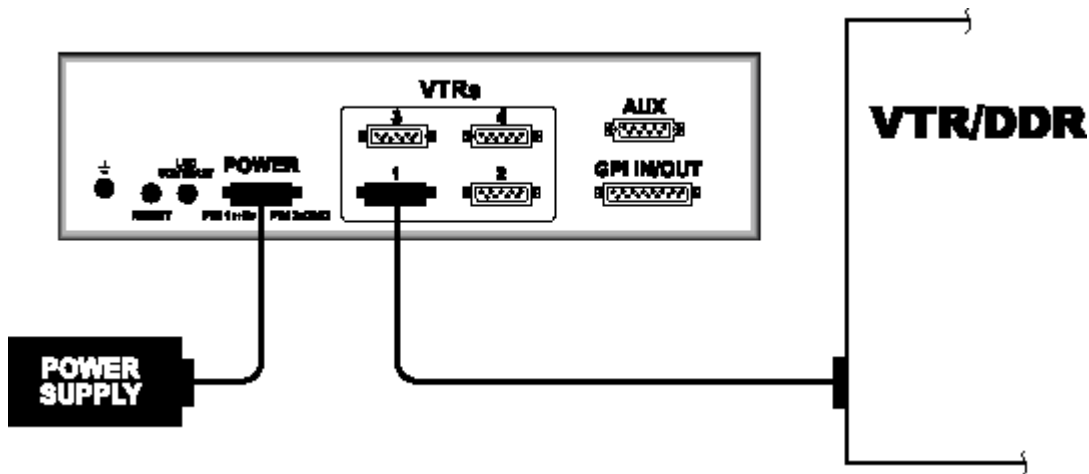 VTRs
3 4
AUX
VTR/DDR
POWER
1 2
GPI IN/OUT
RESET
POWER
SUPPLY